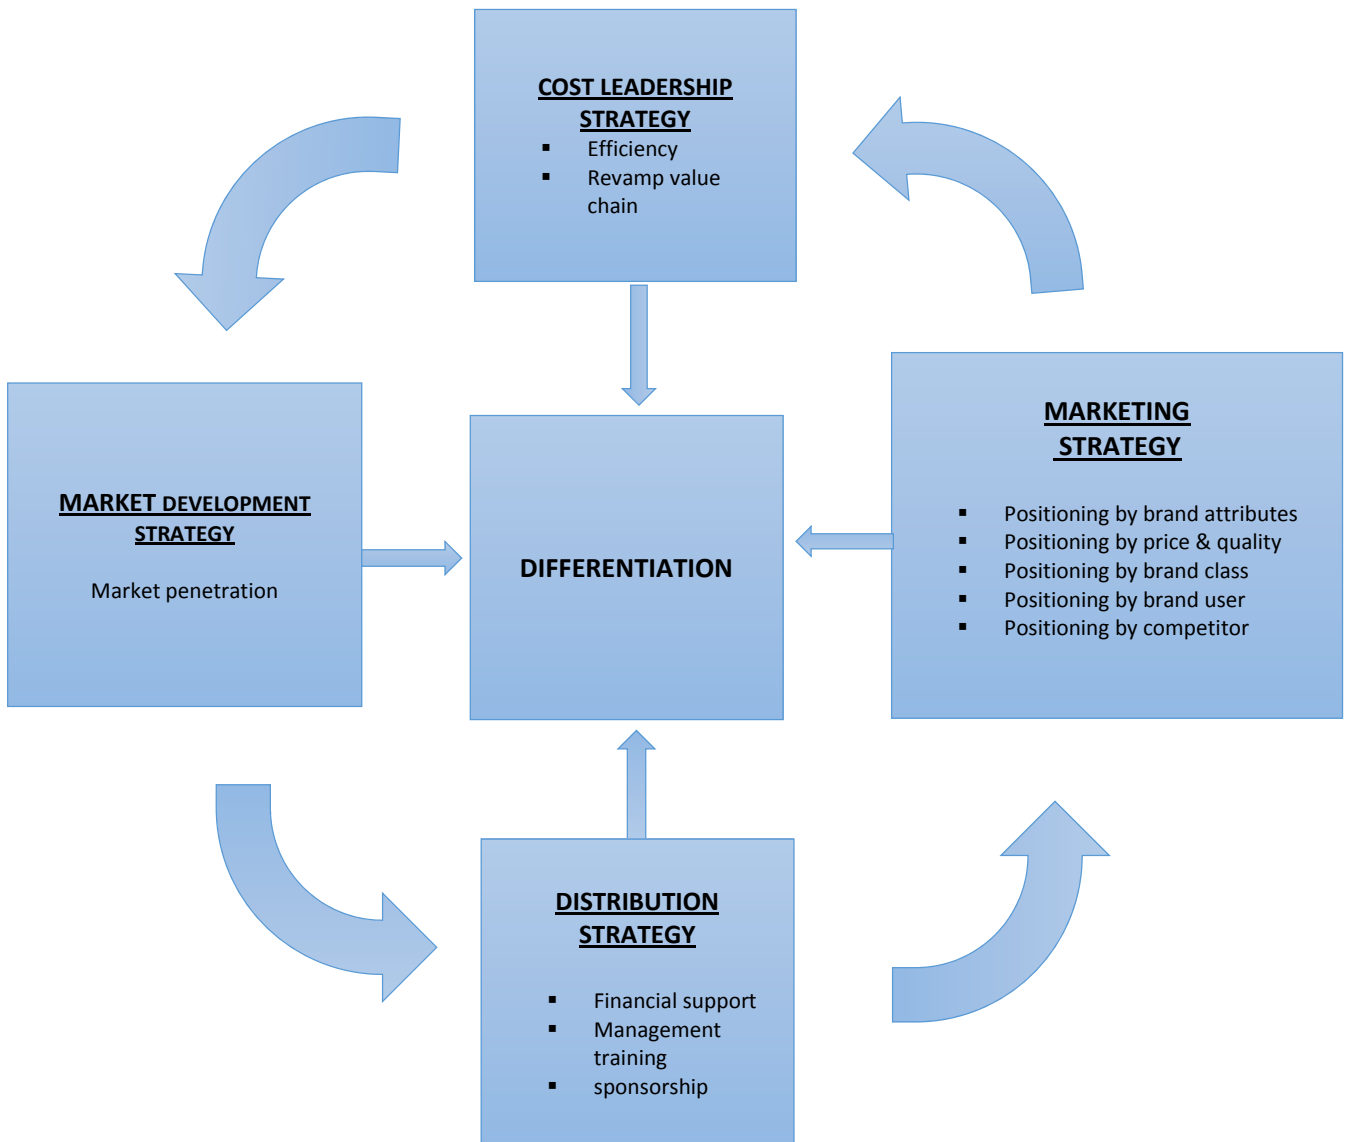 COST LEADERSHIP
STRATEGY
▪ Efficiency
▪ Revamp value
chain
MARKET DEVELOPMENT
STRATEGY
Market penetration
DIFFERENTIATION
MARKETING
STRATEGY
▪ Positioning by brand attributes
▪ Positioning by price & quality
▪ Positioning by brand class
▪ Positioning by brand user
▪ Positioning by competitor
DISTRIBUTION
STRATEGY
▪ Financial support
▪ Management
training
▪ sponsorship